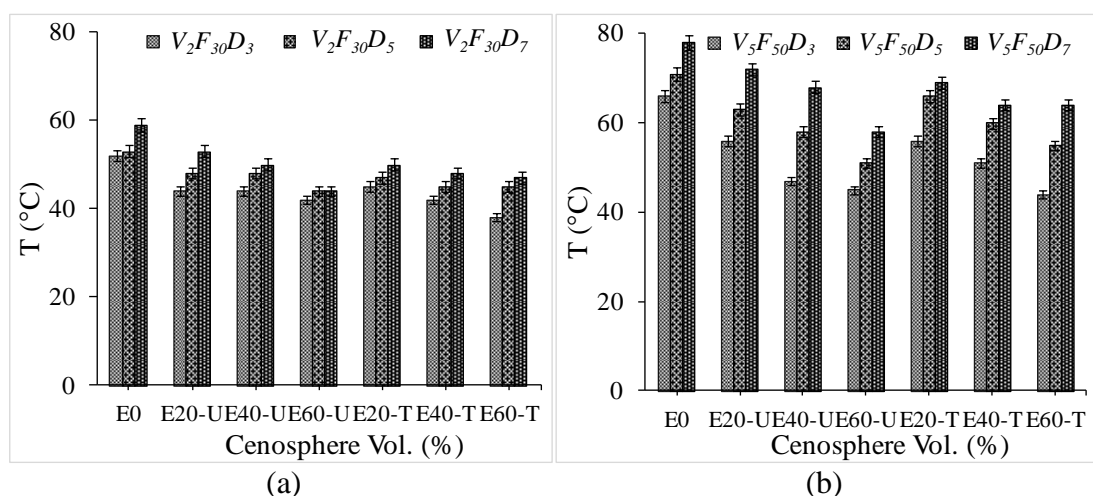 80
60
40
20
0
T (°C)
V₂F₃₀D₃ V₂F₃₀D₅ V₂F₃₀D₇
E0 E20-U E40-U E60-U E20-T E40-T E60-T
Cenosphere Vol. (%)
(a)
80
60
40
20
0
T (°C)
V₅F₅₀D₃ V₅F₅₀D₅ V₅F₅₀D₇
E0 E20-U E40-U E60-U E20-T E40-T E60-T
Cenosphere Vol. (%)
(b)